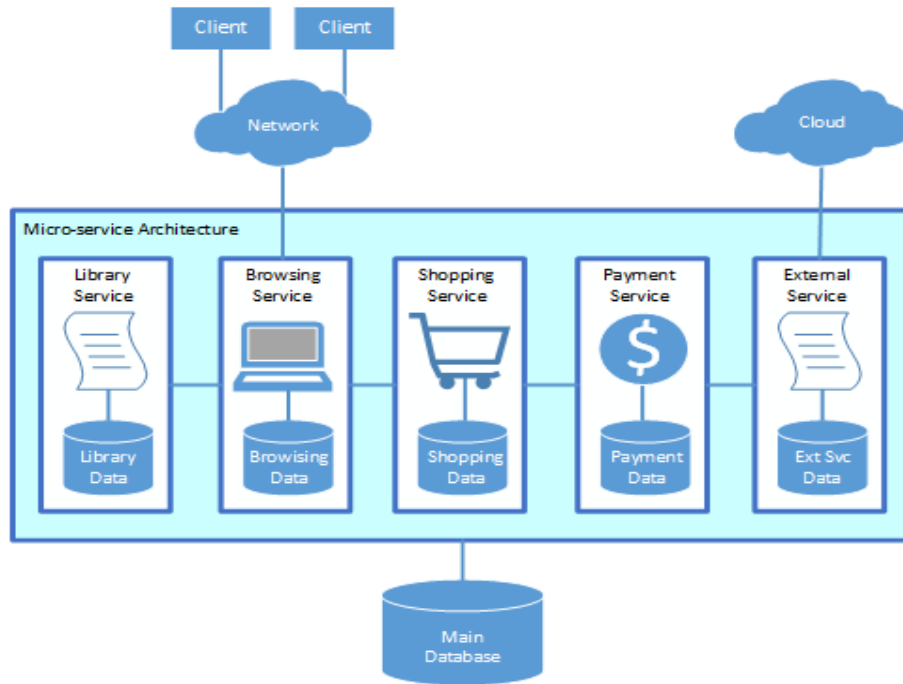 Client
Client
Network
Cloud
Micro-service Architecture
Library
Service
Browsing
Service
Shopping
Service
Payment
Service
External
Service
$
Library
Data
Browising
Data
Shopping
Data
Payment
Data
Ext Svc
Data
Main
Database